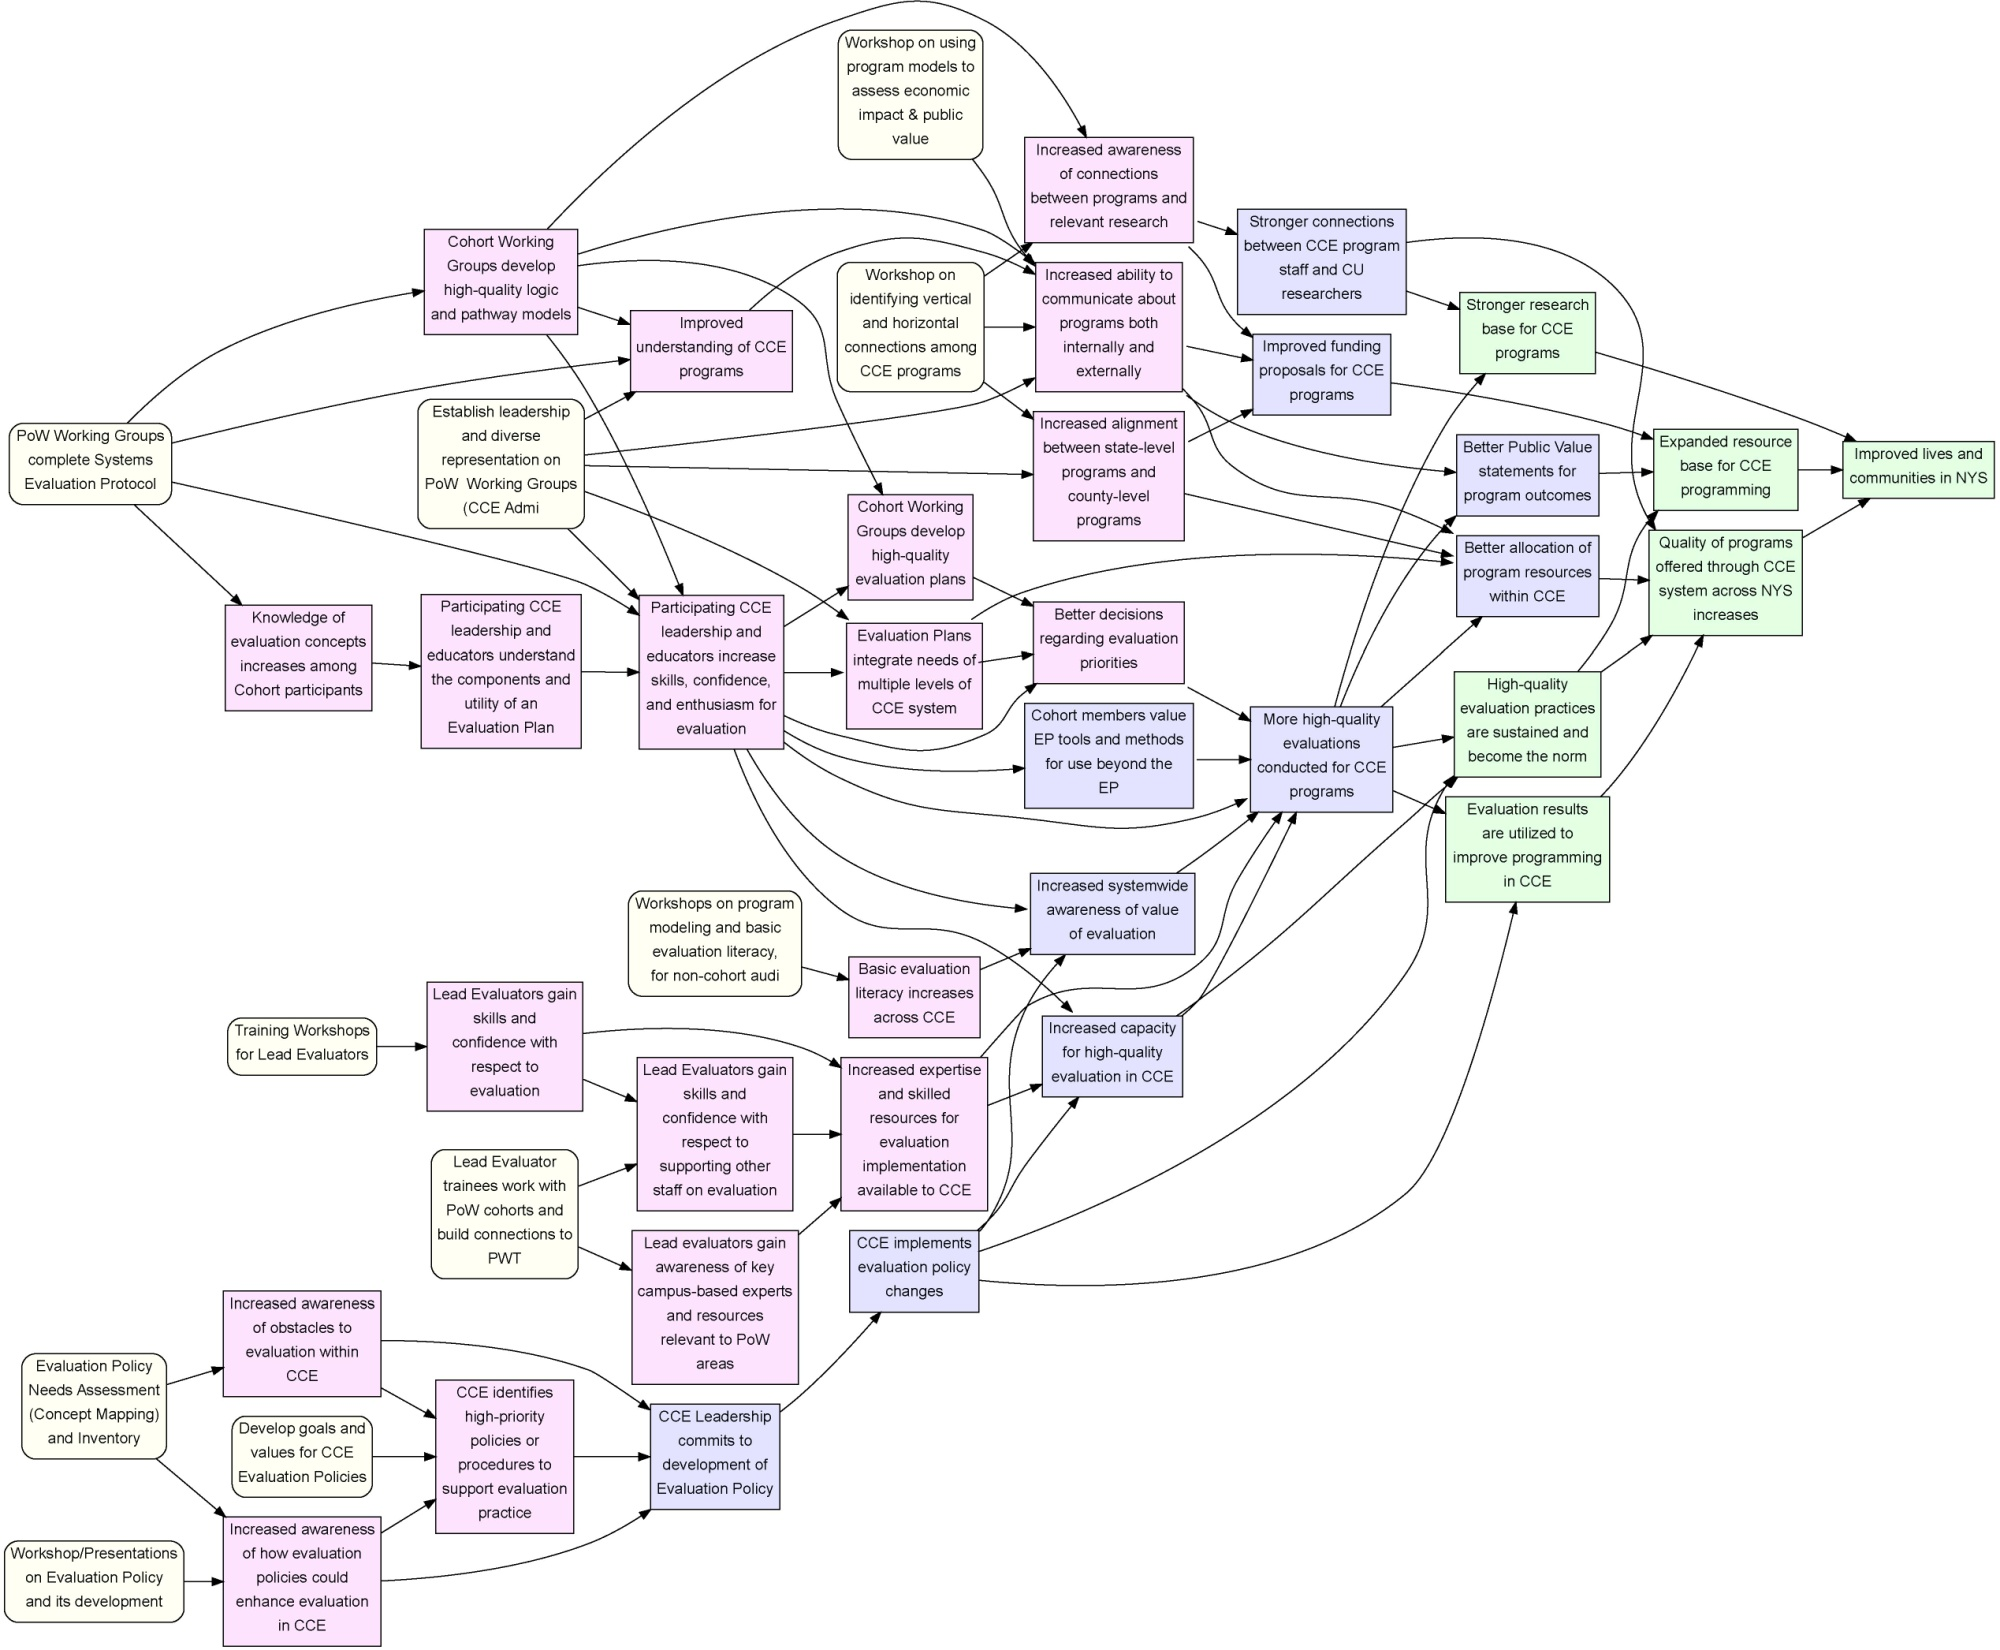 Workshop on using
program models to
assess economic
impact & public
value
Increased awareness
of connections
between programs and
relevant research
Stronger connections
between CCE program
staff and CU
researchers
Cohort Working
Groups develop
high-quality logic
and pathway models
Workshop on
identifying vertical
and horizontal
connections among
CCE programs
Increased ability to
communicate about
programs both
internally and
externally
Stronger research
base for CCE
programs
Improved
understanding of CCE
programs
Improved funding
proposals for CCE
programs
Establish leadership
and diverse
representation on
PoW  Working Groups
(CCE Admi
Increased alignment
between state-level
programs and
county-level
programs
PoW Working Groups
complete Systems
Evaluation Protocol
Better Public Value
statements for
program outcomes
Expanded resource
base for CCE
programming
Improved lives and
communities in NYS
Cohort Working
Groups develop
high-quality
evaluation plans
Better allocation of
program resources
within CCE
Quality of programs
offered through CCE
system across NYS
increases
Knowledge of
evaluation concepts
increases among
Cohort participants
Participating CCE
leadership and
educators understand
the components and
utility of an
Evaluation Plan
Participating CCE
leadership and
educators increase
skills, confidence,
and enthusiasm for
evaluation
Evaluation Plans
integrate needs of
multiple levels of
CCE system
Better decisions
regarding evaluation
priorities
Cohort members value
EP tools and methods
for use beyond the
EP
More high-quality
evaluations
conducted for CCE
programs
High-quality
evaluation practices
are sustained and
become the norm
Evaluation results
are utilized to
improve programming
in CCE
Workshops on program
modeling and basic
evaluation literacy,
for non-cohort audi
Increased systemwide
awareness of value
of evaluation
Basic evaluation
literacy increases
across CCE
Training Workshops
for Lead Evaluators
Lead Evaluators gain
skills and
confidence with
respect to
evaluation
Increased capacity
for high-quality
evaluation in CCE
Lead Evaluators gain
skills and
confidence with
respect to
supporting other
staff on evaluation
Increased expertise
and skilled
resources for
evaluation
implementation
available to CCE
Lead Evaluator
trainees work with
PoW cohorts and
build connections to
PWT
Lead evaluators gain
awareness of key
campus-based experts
and resources
relevant to PoW
areas
CCE implements
evaluation policy
changes
Increased awareness
of obstacles to
evaluation within
CCE
Evaluation Policy
Needs Assessment
(Concept Mapping)
and Inventory
Develop goals and
values for CCE
Evaluation Policies
CCE identifies
high-priority
policies or
procedures to
support evaluation
practice
CCE Leadership
commits to
development of
Evaluation Policy
Workshop/Presentations
on Evaluation Policy
and its development
Increased awareness
of how evaluation
policies could
enhance evaluation
in CCE